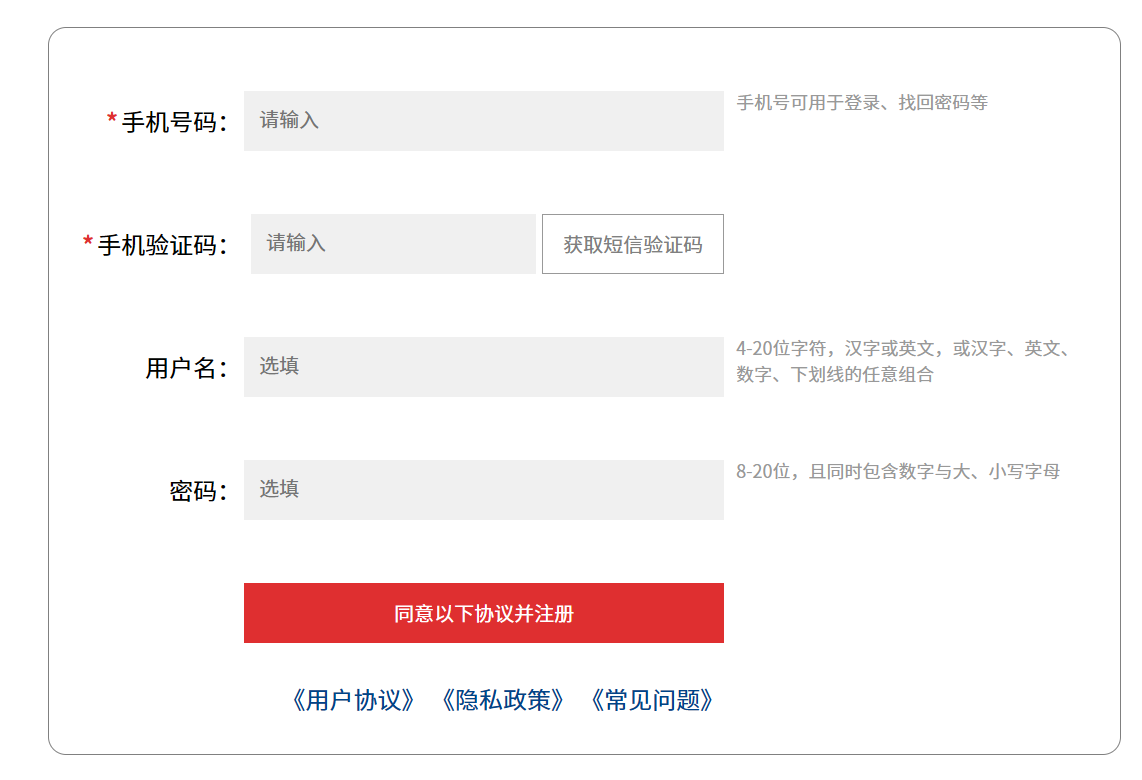 *手机号码： 请输入 手机号可用于登录、找回密码等
*手机验证码： 请输入 获取短信验证码
用户名： 选填 4-20位字符，汉字或英文，或汉字、英文、
数字、下划线的任意组合
密码： 选填 8-20位，且同时包含数字与大、小写字母
同意以下协议并注册
《用户协议》 《隐私政策》 《常见问题》